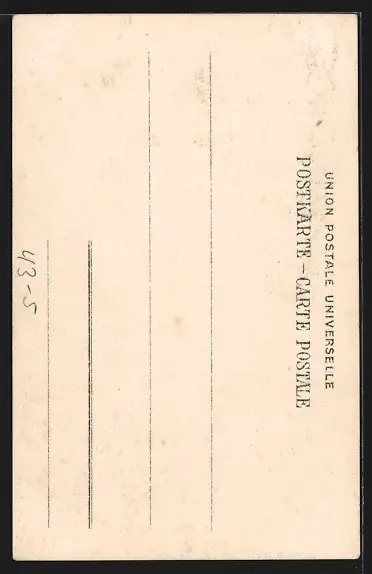 UNION POSTALE UNIVERSELLE
POSTKARTE – CARTE POSTALE
43-5